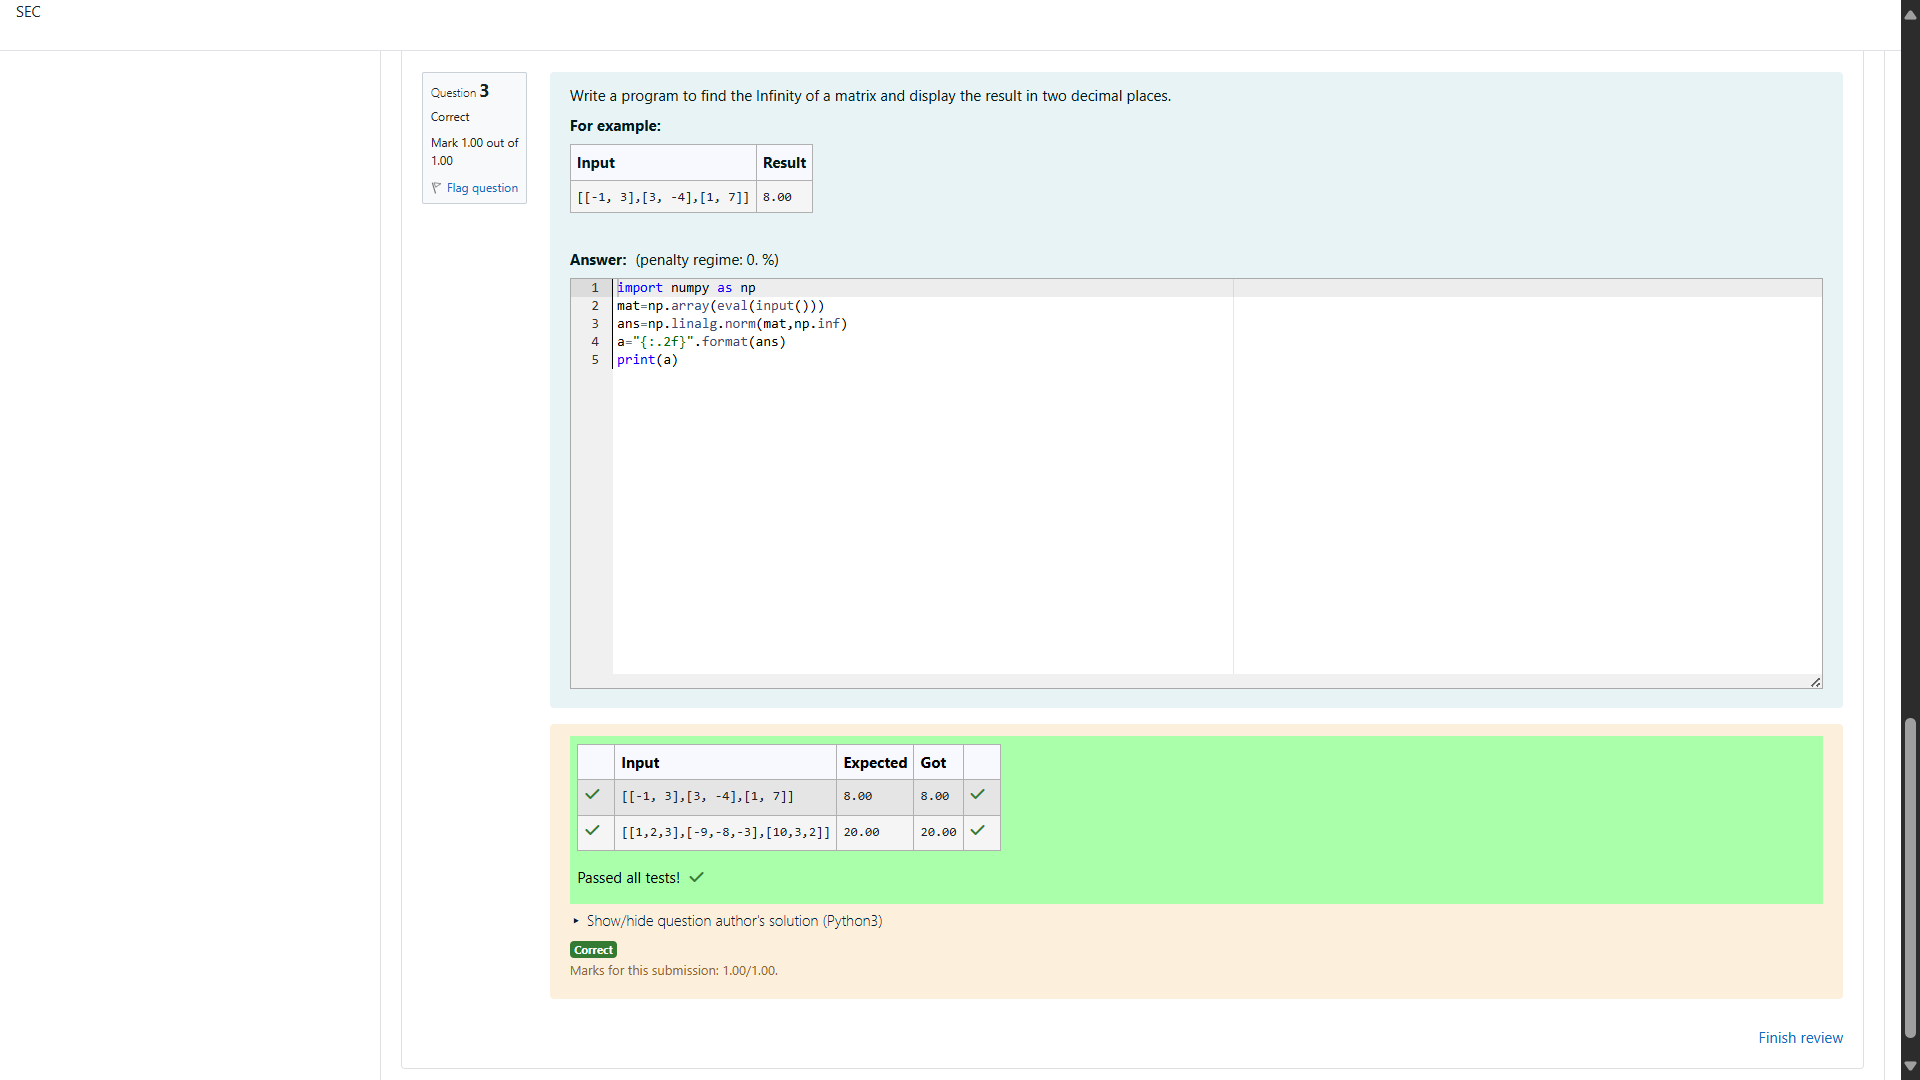 SEC
Question 3
Correct
Mark 1.00 out of
1.00
Flag question
Write a program to find the Infinity of a matrix and display the result in two decimal places.
For example:
Input Result
[[-1, 3],[3, -4],[1, 7]] 8.00
Answer: (penalty regime: 0. %)
1 import numpy as np
2 mat=np.array(eval(input()))
3 ans=np.linalg.norm(mat,np.inf)
4 a="{:.2f}".format(ans)
5 print(a)
Input Expected Got
[[-1, 3],[3, -4],[1, 7]] 8.00 8.00
[[1,2,3],[-9,-8,-3],[10,3,2]] 20.00 20.00
Passed all tests!
Show/hide question author's solution (Python3)
Correct
Marks for this submission: 1.00/1.00.
Finish review